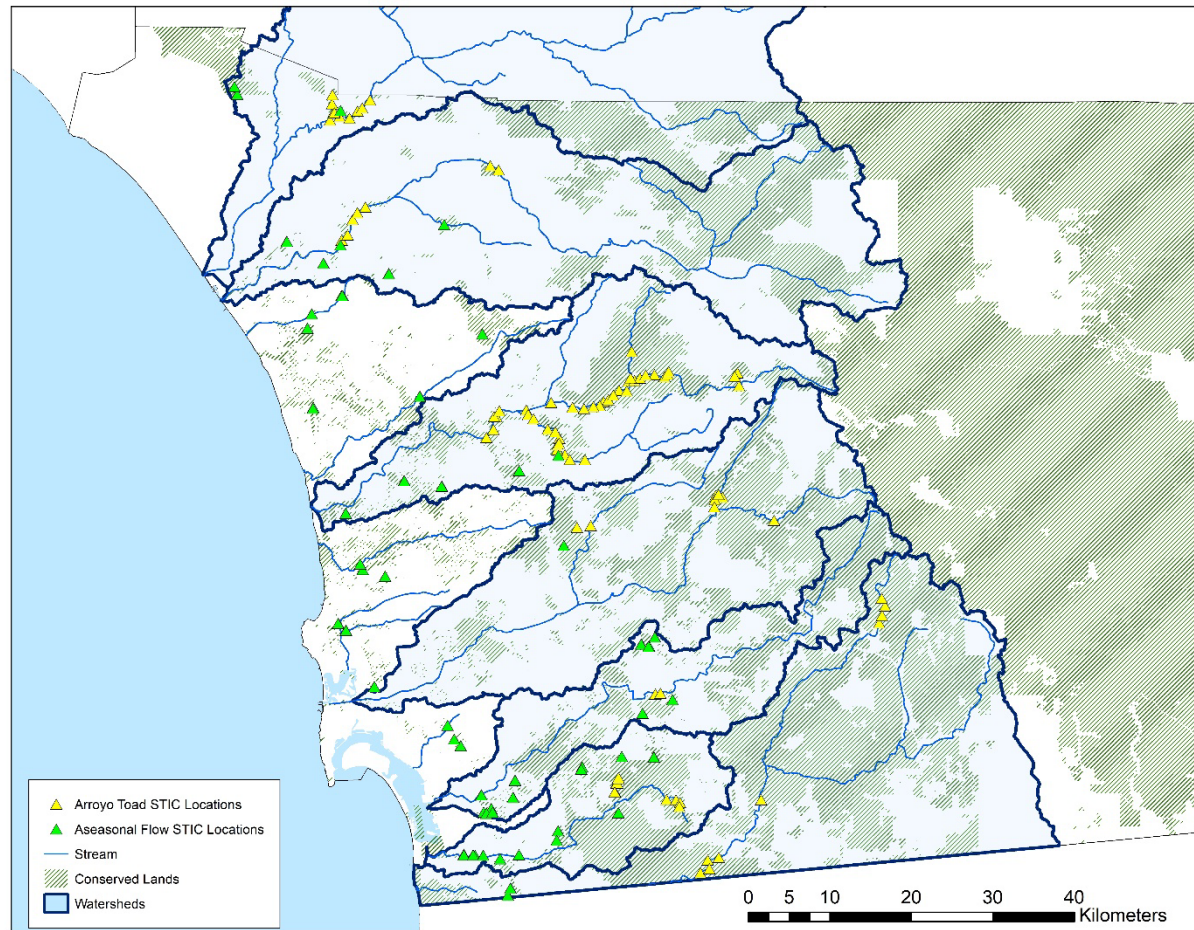 Arroyo Toad STIC Locations
Aseasonal Flow STIC Locations
Stream
Conserved Lands
Watersheds
0 5 10 20 30 40
Kilometers